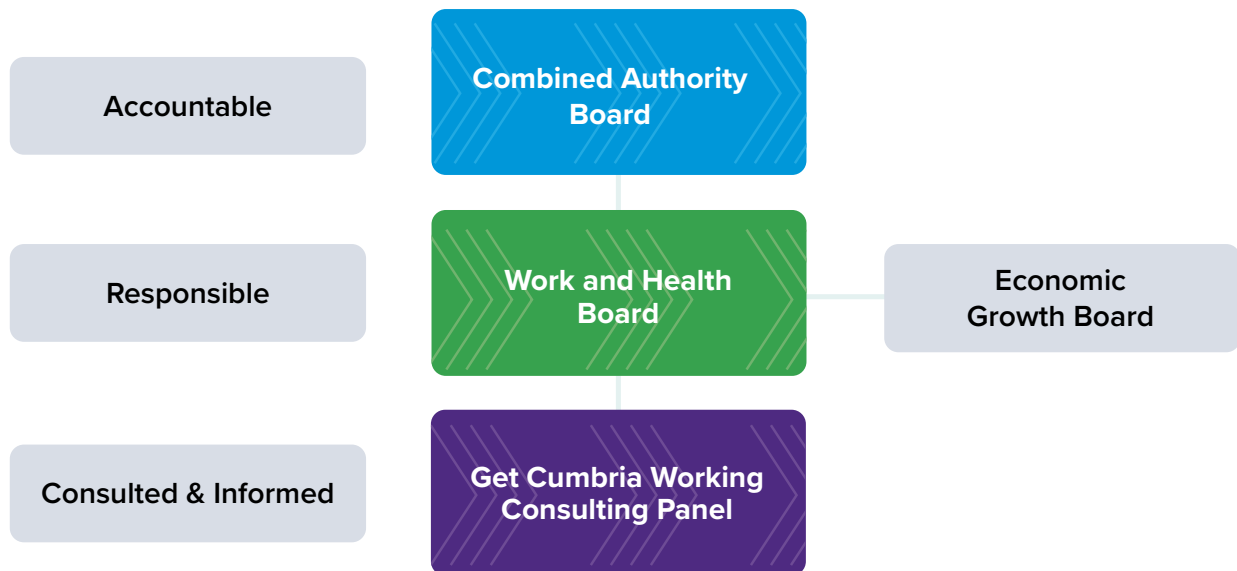 Accountable
Combined Authority
Board
Responsible
Work and Health
Board
Economic
Growth Board
Consulted & Informed
Get Cumbria Working
Consulting Panel